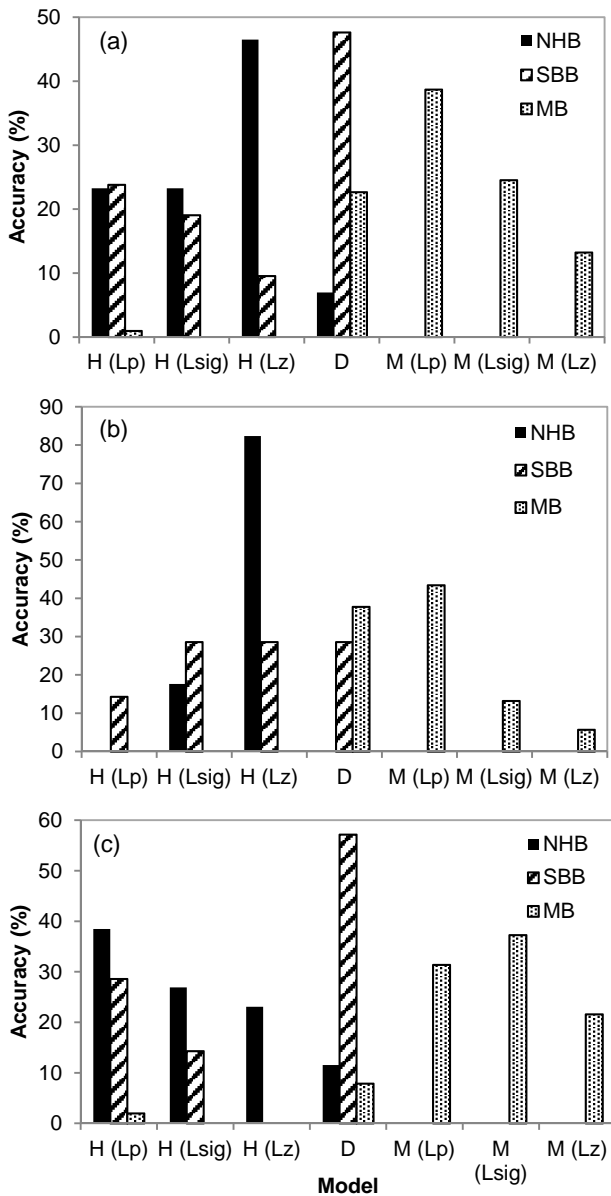 (a)
NHB
SBB
MB
50
40
30
20
10
0
Accuracy (%)
H (Lp) H (Lsig) H (Lz) D M (Lp) M (Lsig) M (Lz)
(b)
NHB
SBB
MB
90
80
70
60
50
40
30
20
10
0
Accuracy (%)
H (Lp) H (Lsig) H (Lz) D M (Lp) M (Lsig) M (Lz)
(c)
NHB
SBB
MB
60
50
40
30
20
10
0
Accuracy (%)
H (Lp) H (Lsig) H (Lz) D M (Lp) M M (Lz)
(Lsig)
Model